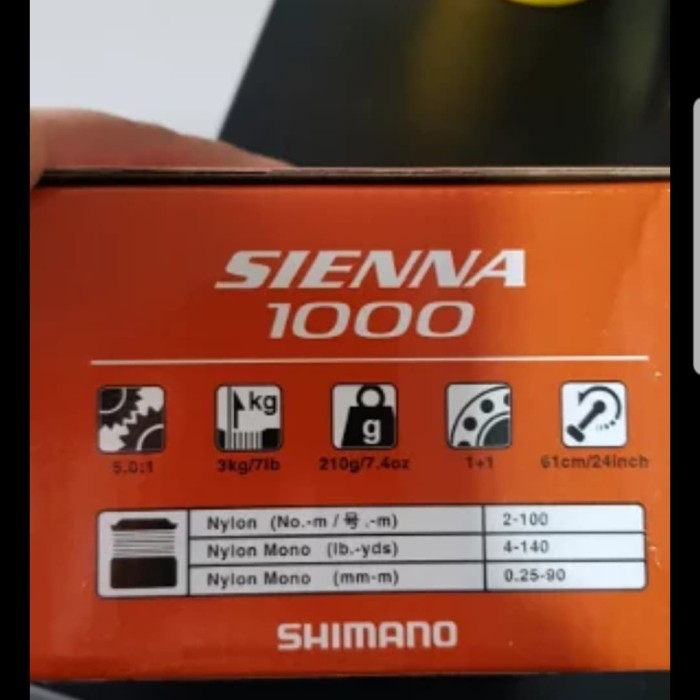 SIENNA
1000
kg
g
5.0:1 3kg/7lb 210g/7.4oz 1+1 61cm/24inch
Nylon (No.-m / 号.-m) 2-100
Nylon Mono (lb.-yds) 4-140
Nylon Mono (mm-m) 0.25-90
SHIMANO